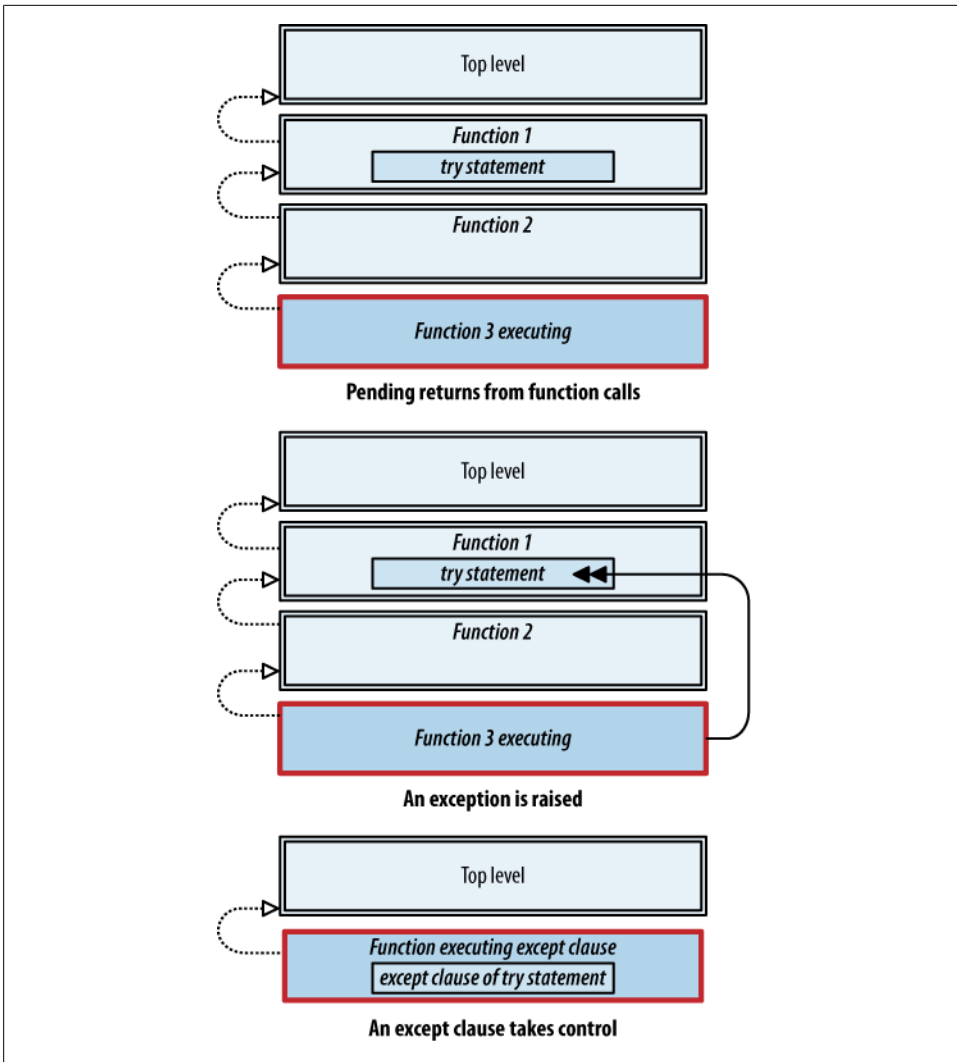 Top level
Function 1
try statement
Function 2
Function 3 executing
Pending returns from function calls
Top level
Function 1
try statement
Function 2
Function 3 executing
An exception is raised
Top level
Function executing except clause
except clause of try statement
An except clause takes control